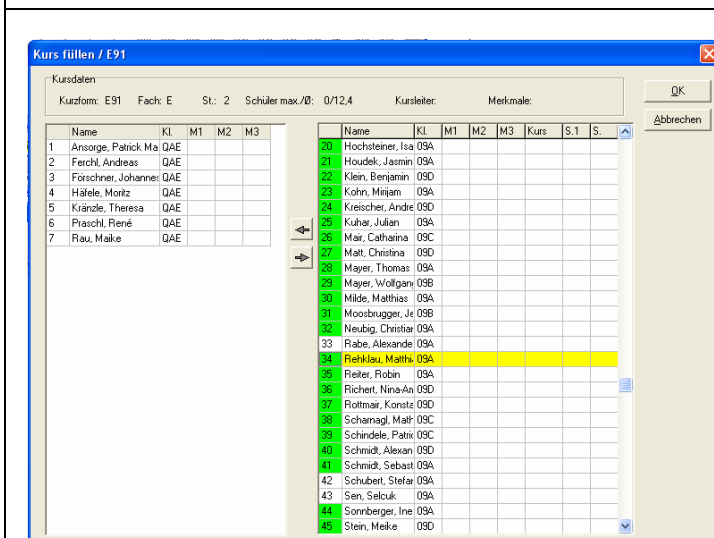 Kurs füllen / E91
Kursdaten
Kurzform: E91 Fach: E St.: 2 Schüler max./Ø: 0/12,4 Kursleiter: Merkmale:
OK
Abbrechen
Name Kl. M1 M2 M3
1 Ansorge, Patrick Ma QAE
2 Ferchl, Andreas QAE
3 Förschner, Johannes QAE
4 Häfele, Moritz QAE
5 Kränzle, Theresa QAE
6 Praschl, René QAE
7 Rau, Maike QAE
Name Kl. M1 M2 M3 Kurs S.1 S.
20 Hochsteiner, Isa 09A
21 Houdek, Jasmin 09A
22 Klein, Benjamin 09D
23 Kohn, Mirijam 09A
24 Kreischer, Andre 09D
25 Kuhar, Julian 09A
26 Mair, Catharina 09C
27 Matt, Christina 09D
28 Mayer, Thomas 09A
29 Mayer, Wolfgang 09B
30 Milde, Matthias 09A
31 Moosbrugger, Je 09B
32 Neubig, Christian 09A
33 Rabe, Alexande 09A
34 Rehklau, Matthi 09A
35 Reiter, Robin 09A
36 Richert, Nina-An 09D
37 Rottmair, Konsta 09D
38 Scharnagl, Math 09C
39 Schindele, Patric 09C
40 Schmidt, Alexan 09D
41 Schmidt, Sebast 09A
42 Schubert, Stefan 09A
43 Sen, Selcuk 09A
44 Sonnberger, Ine 09A
45 Stein, Meike 09D